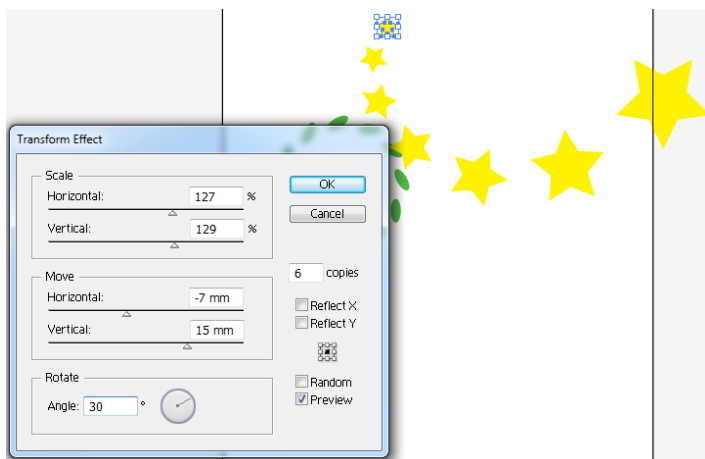 Transform Effect
Scale
Horizontal: 127 %
Vertical: 129 %
OK
Cancel
Move
Horizontal: -7 mm
Vertical: 15 mm
6 copies
Reflect X
Reflect Y
Rotate
Angle: 30 °
Random
Preview